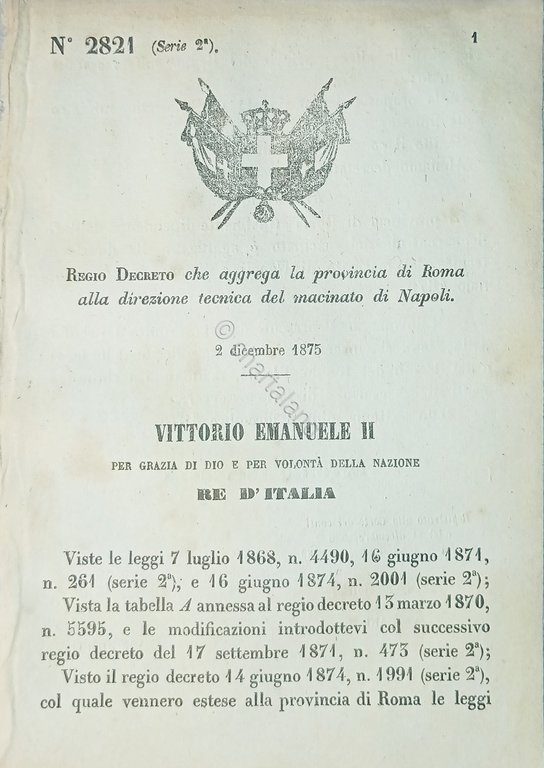 N° 2821 (Serie 2ª). 1
REGIO DECRETO che aggrega la provincia di Roma
alla direzione tecnica del macinato di Napoli.
2 dicembre 1875
VITTORIO EMANUELE II
PER GRAZIA DI DIO E PER VOLONTÀ DELLA NAZIONE
RE D'ITALIA
Viste le leggi 7 luglio 1868, n. 4490, 16 giugno 1871,
n. 261 (serie 2ª); e 16 giugno 1874, n. 2001 (serie 2ª);
Vista la tabella A annessa al regio decreto 13 marzo 1870,
n. 5595, e le modificazioni introdottevi col successivo
regio decreto del 17 settembre 1871, n. 473 (serie 2ª);
Visto il regio decreto 14 giugno 1874, n. 1991 (serie 2ª),
col quale vennero estese alla provincia di Roma le leggi